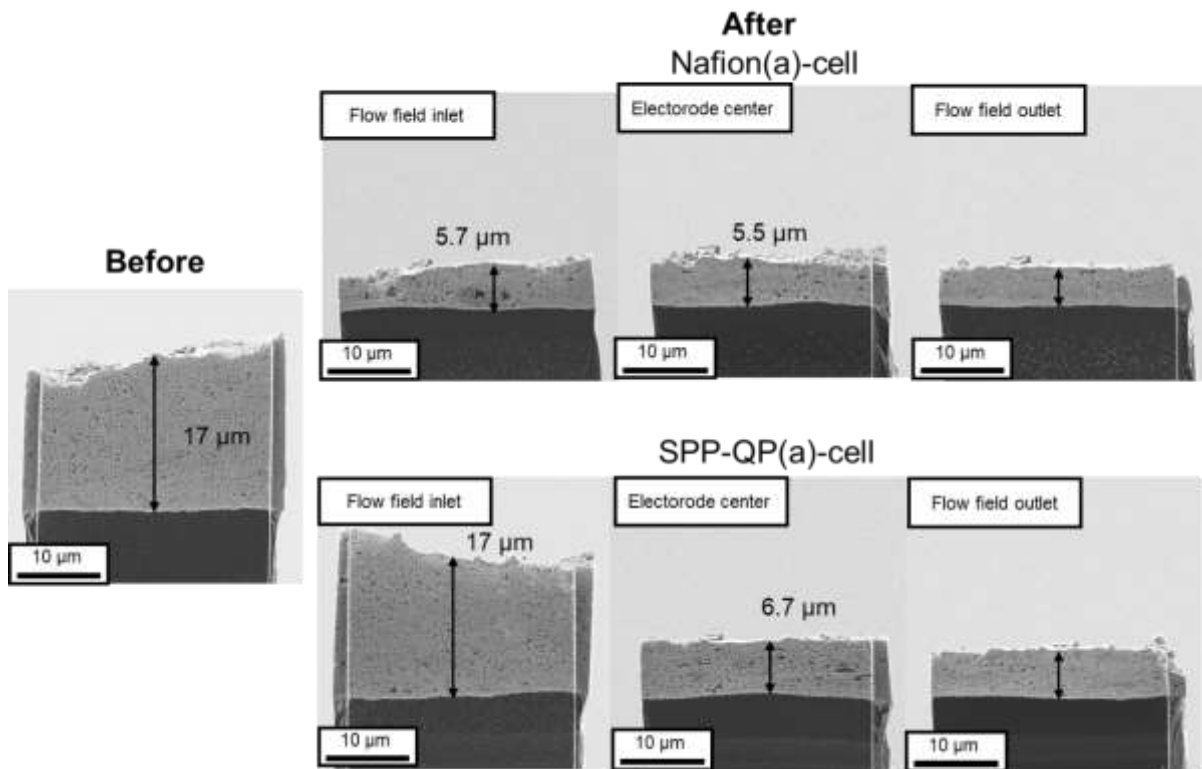 Before
17 µm
10 µm
After
Nafion(a)-cell
Flow field inlet
Electorode center
Flow field outlet
5.7 µm
5.5 µm
10 µm
10 µm
10 µm
SPP-QP(a)-cell
Flow field inlet
Electorode center
Flow field outlet
17 µm
6.7 µm
10 µm
10 µm
10 µm